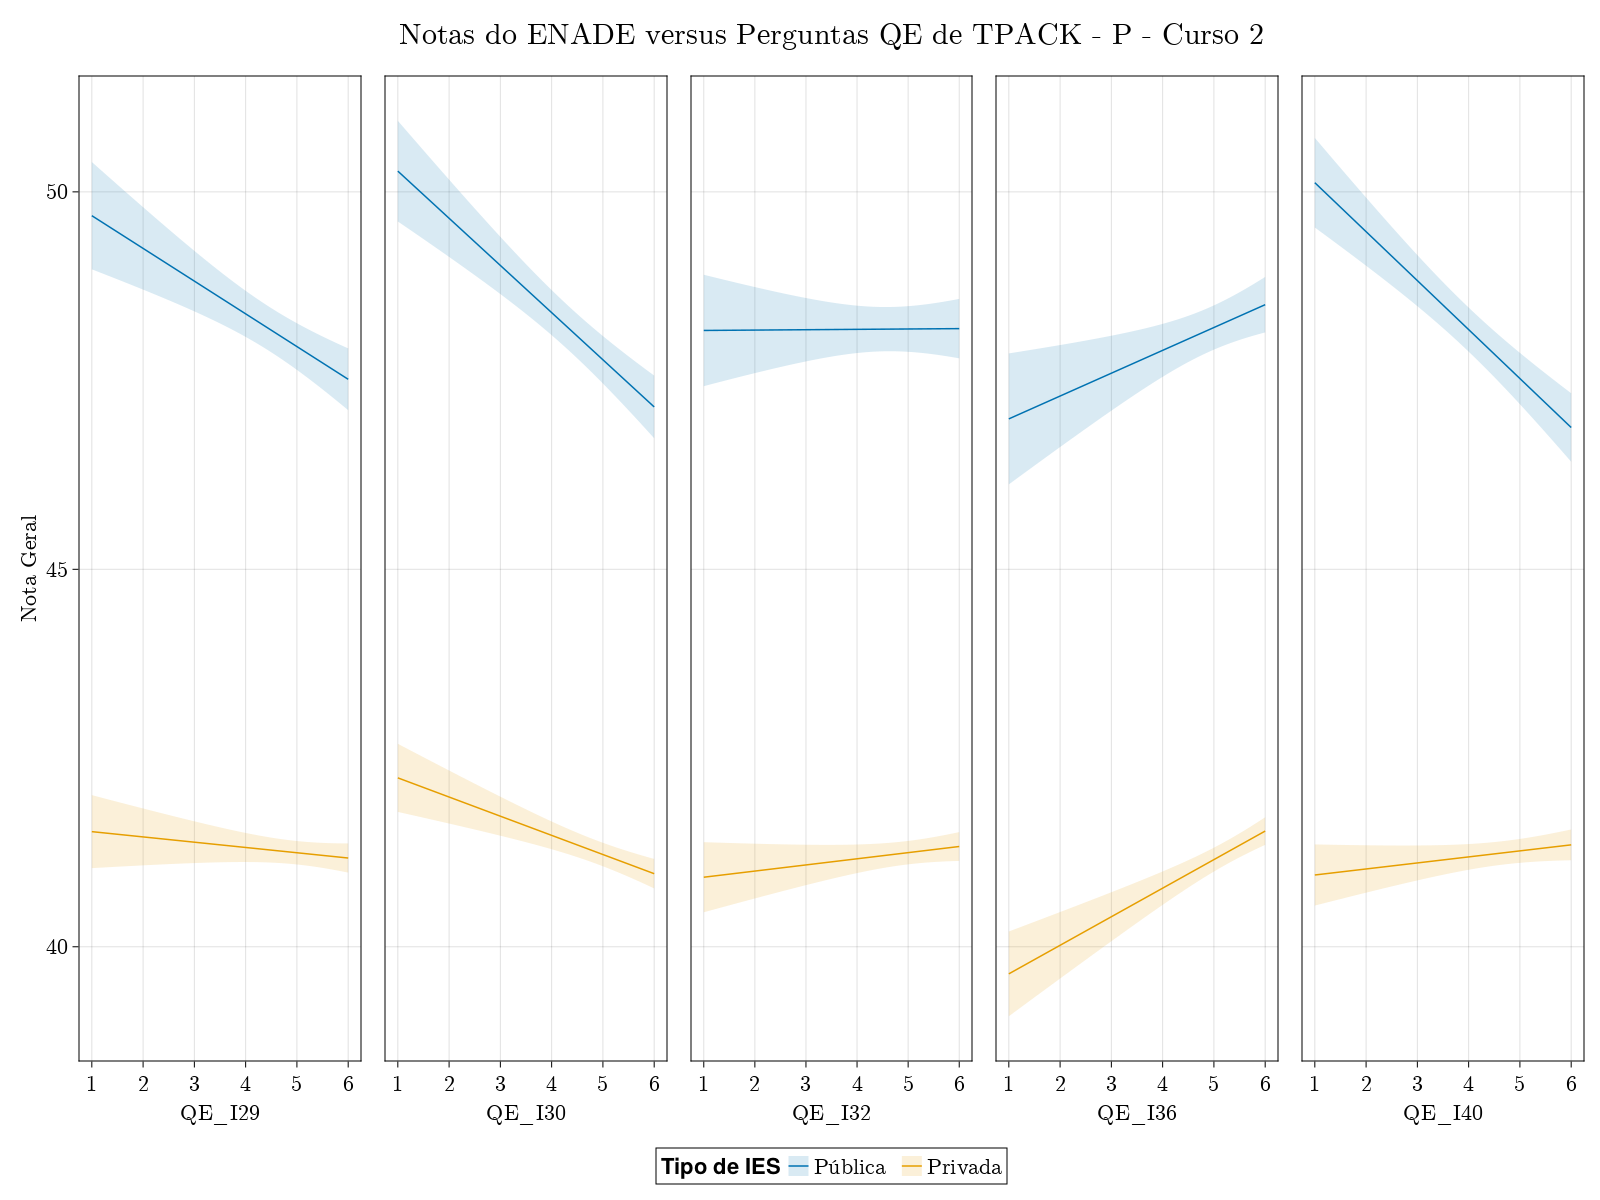 Notas do ENADE versus Perguntas QE de TPACK - P - Curso 2
Nota Geral
50
45
40
1 2 3 4 5 6
QE_I29
1 2 3 4 5 6
QE_I30
1 2 3 4 5 6
QE_I32
1 2 3 4 5 6
QE_I36
1 2 3 4 5 6
QE_I40
Tipo de IES Pública Privada